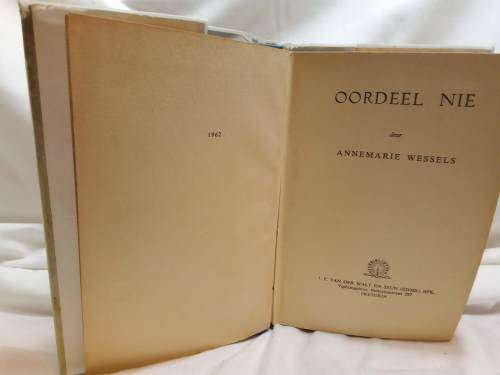 1962
OORDEEL NIE
deur
ANNEMARIE WESSELS
J. P. VAN DER WALT EN SEUN (EDMS.) BPK.
PRETORIA